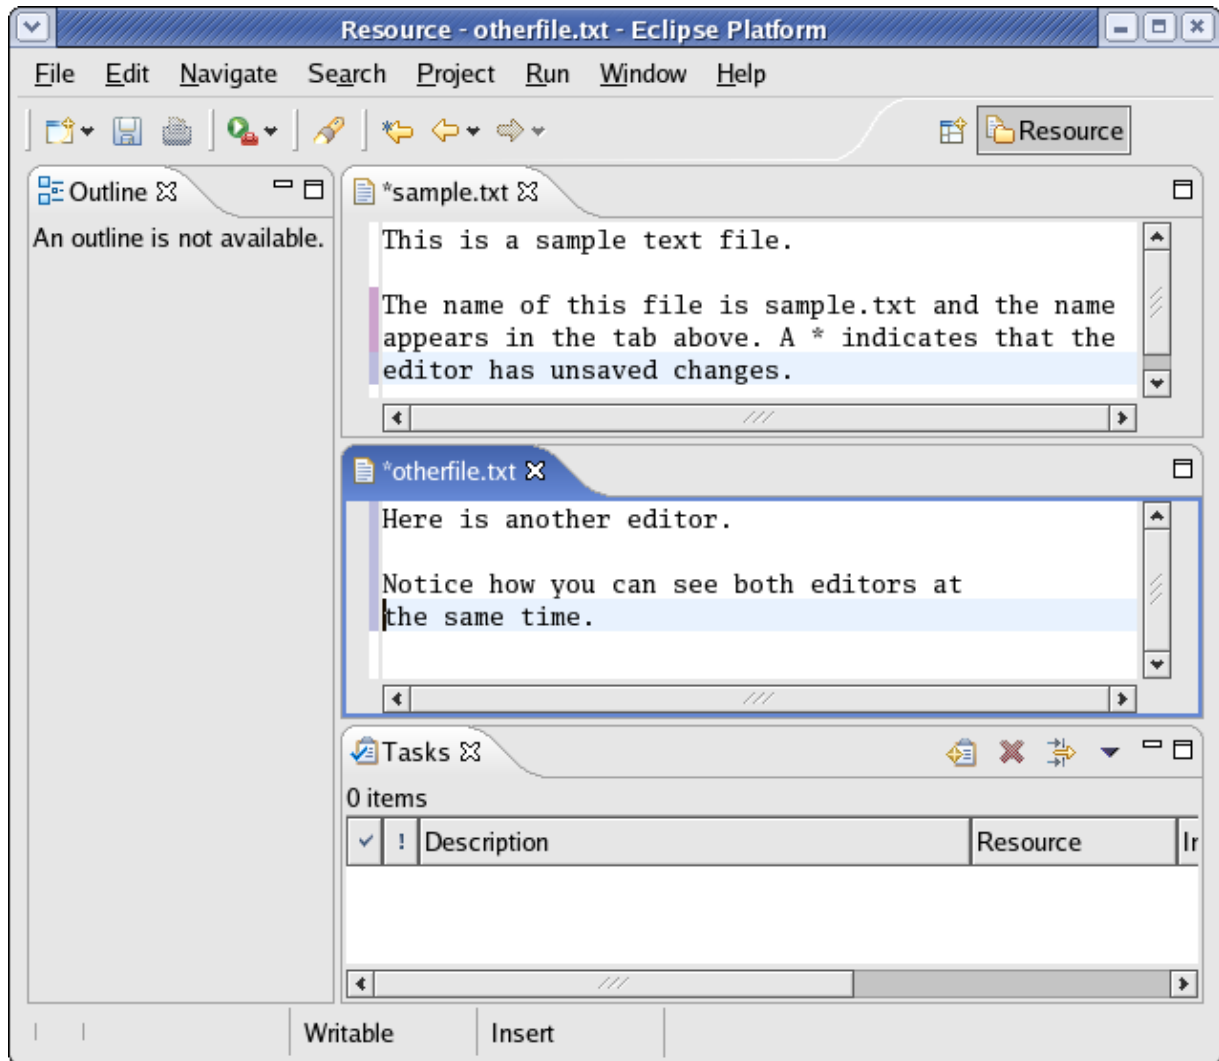 Resource - otherfile.txt - Eclipse Platform
File Edit Navigate Search Project Run Window Help
Resource
Outline
An outline is not available.
*sample.txt
This is a sample text file.
The name of this file is sample.txt and the name
appears in the tab above. A * indicates that the
editor has unsaved changes.
*otherfile.txt
Here is another editor.
Notice how you can see both editors at
the same time.
Tasks
0 items
! Description Resource
Writable Insert